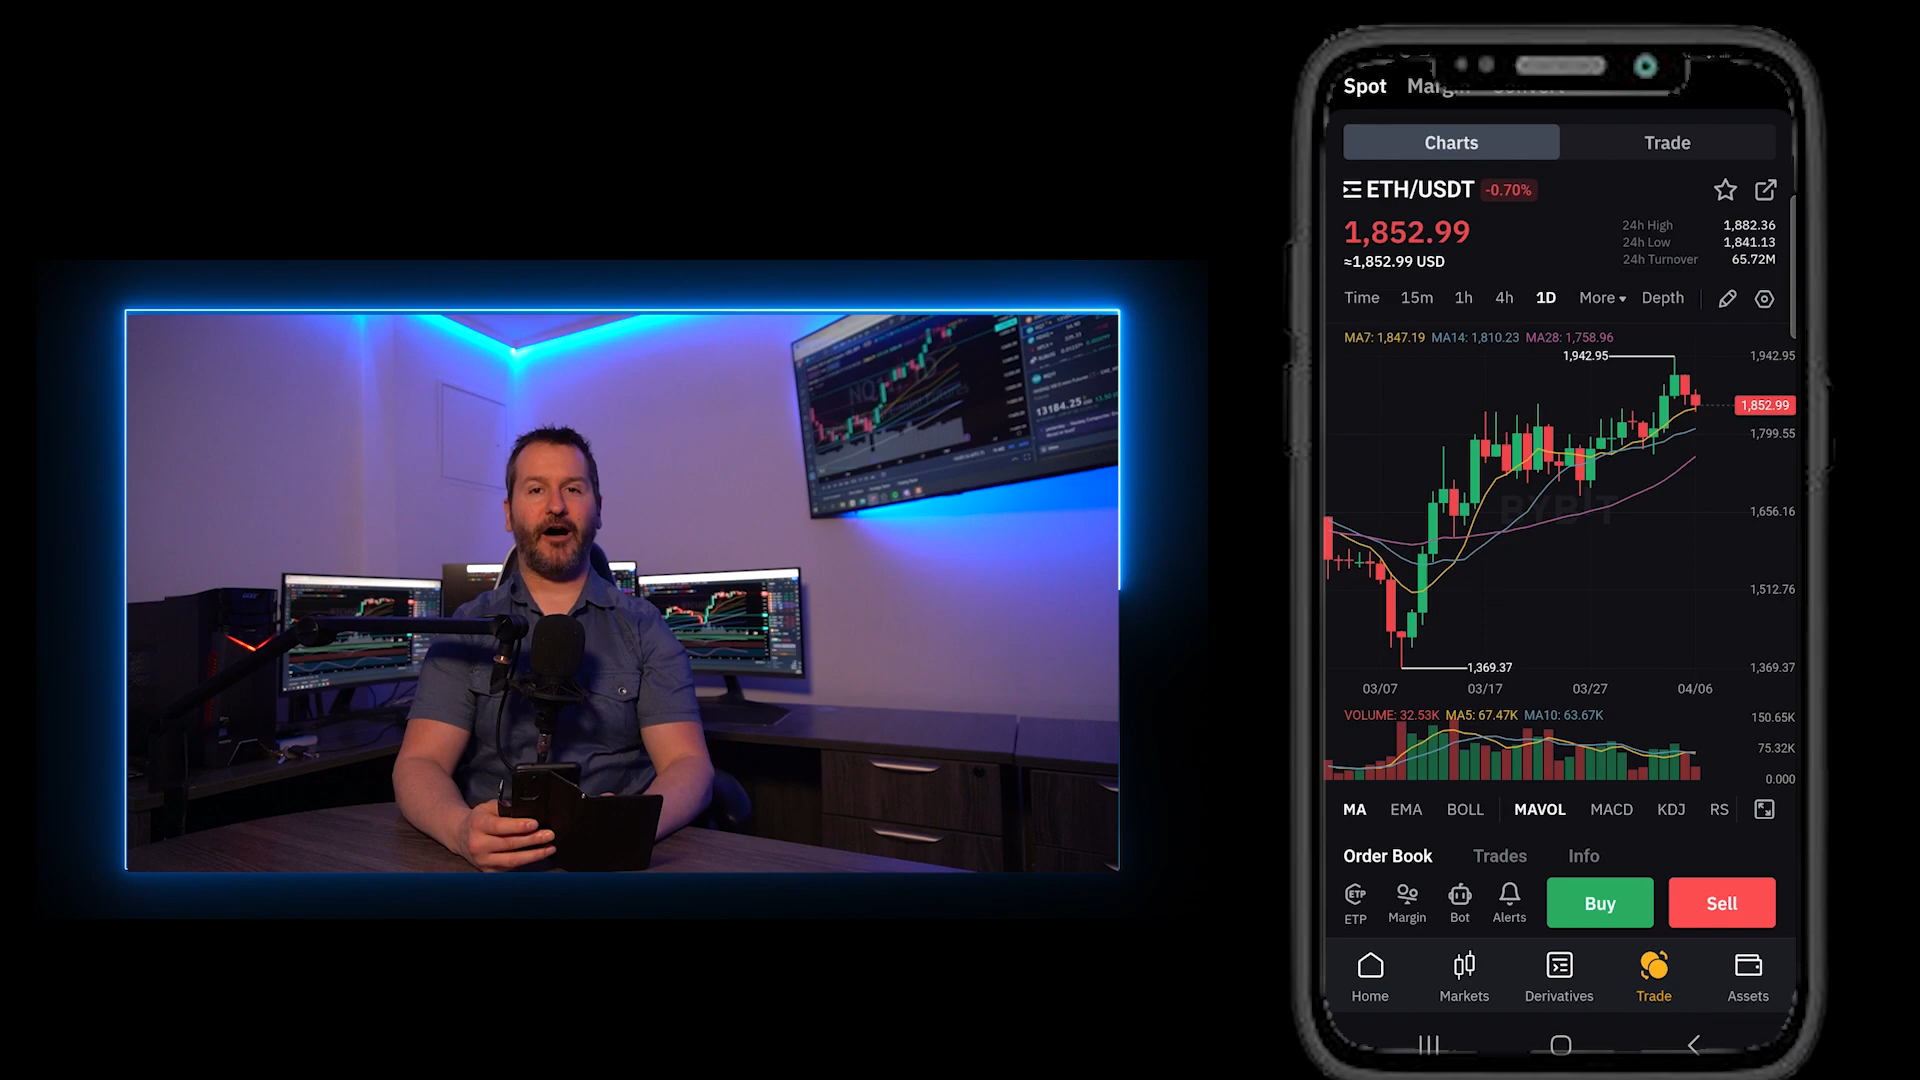 Spot
Charts Trade
ETH/USDT -0.70%
1,852.99
≈1,852.99 USD
24h High 1,882.36
24h Low 1,841.13
24h Turnover 65.72M
Time 15m 1h 4h 1D More Depth
MA7: 1,847.19 MA14: 1,810.23 MA28: 1,758.96
1,942.95
1,942.95
1,852.99
1,799.55
BYBIT
1,656.16
1,512.76
1,369.37
1,369.37
03/07 03/17 03/27 04/06
VOLUME: 32.53K MA5: 67.47K MA10: 63.67K
150.65K
75.32K
0.000
MA EMA BOLL MAVOL MACD KDJ RS
Order Book Trades Info
ETP
ETP Margin Bot Alerts
Buy Sell
Home Markets Derivatives Trade Assets
13184.25